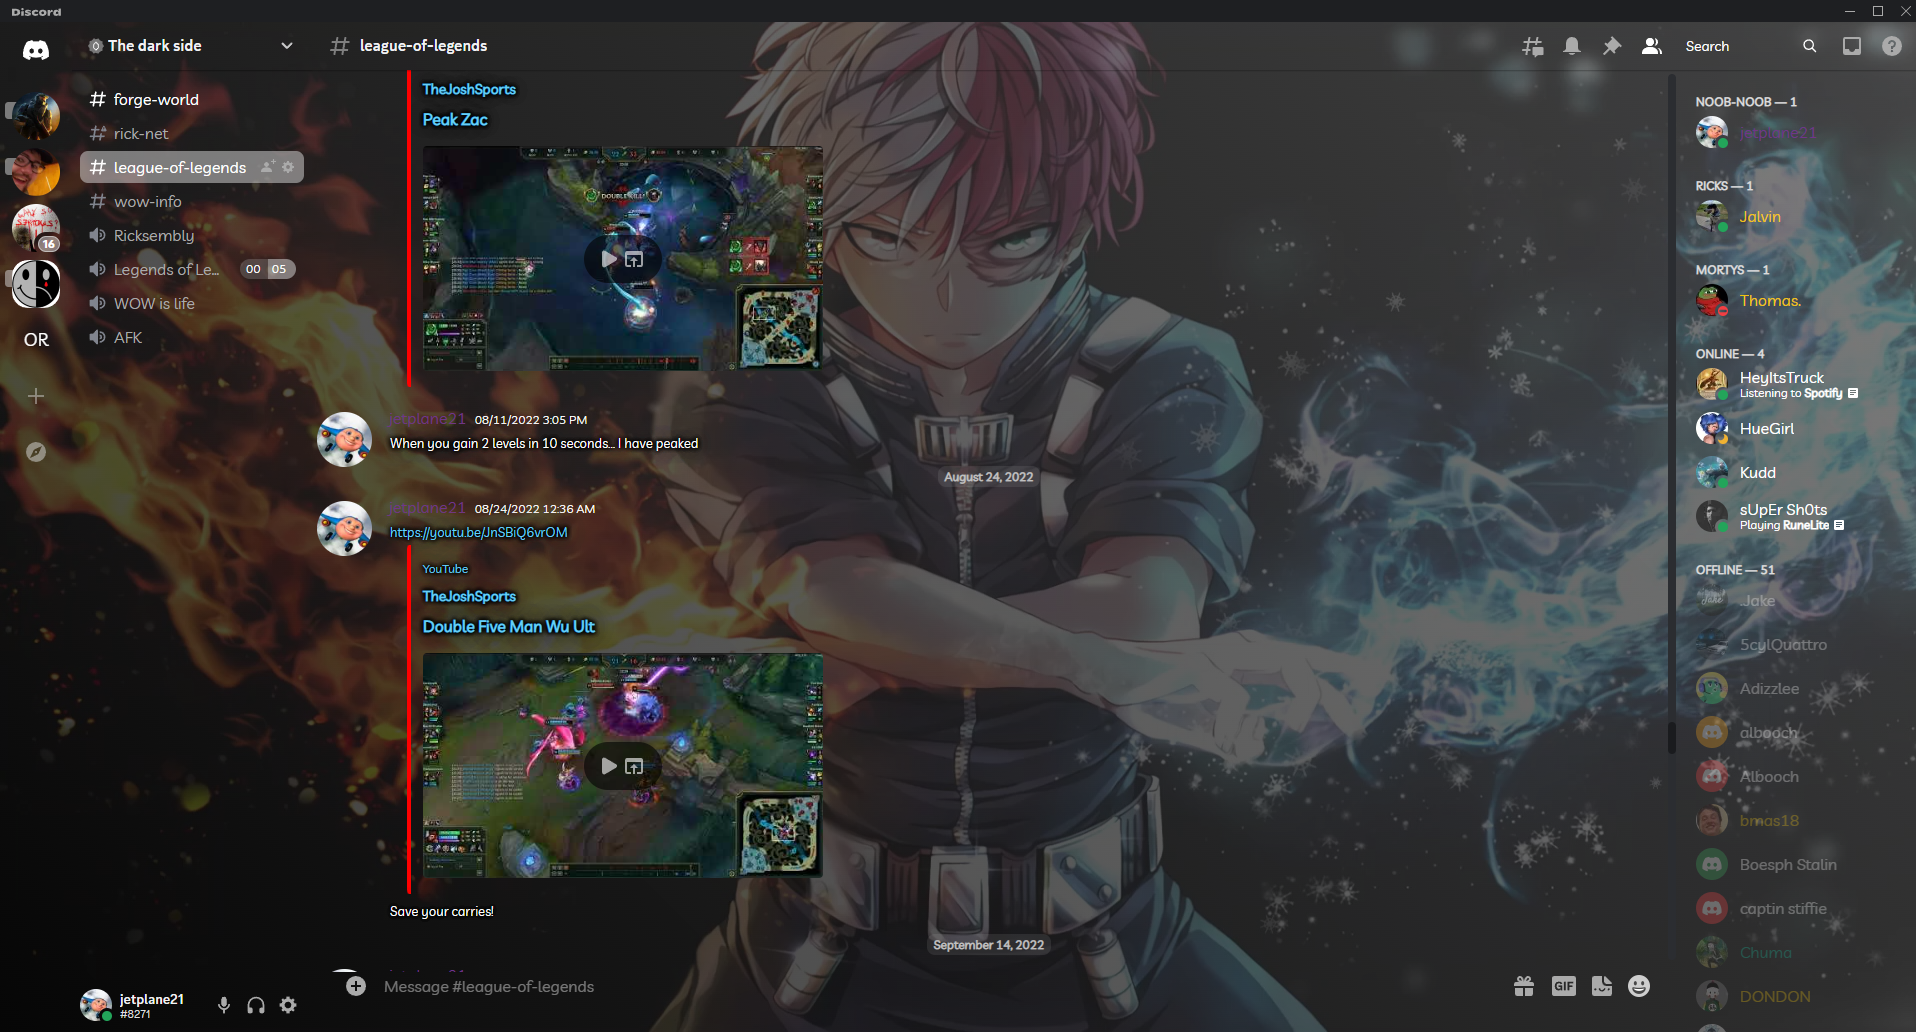 Discord
The dark side
league-of-legends
Search
forge-world
rick-net
league-of-legends
wow-info
Ricksembly
Legends of Le...
00 05
WOW is life
AFK
16
OR
TheJoshSports
Peak Zac
DOUBLE KILL!
jetplane21 08/11/2022 3:05 PM
When you gain 2 levels in 10 seconds... I have peaked
August 24, 2022
jetplane21 08/24/2022 12:36 AM
https://youtu.be/JnSBiQ6vrOM
YouTube
TheJoshSports
Double Five Man Wu Ult
Save your carries!
September 14, 2022
jetplane21
Message #league-of-legends
GIF
jetplane21
#8271
NOOB-NOOB — 1
jetplane21
RICKS — 1
Jalvin
MORTYS — 1
Thomas.
ONLINE — 4
HeyItsTruck
Listening to Spotify
HueGirl
Kudd
sUpEr Sh0ts
Playing RuneLite
OFFLINE — 51
.Jake
5cylQuattro
Adizzlee
albooch
Albooch
bmas18
Boesph Stalin
captin stiffie
Chuma
DONDON